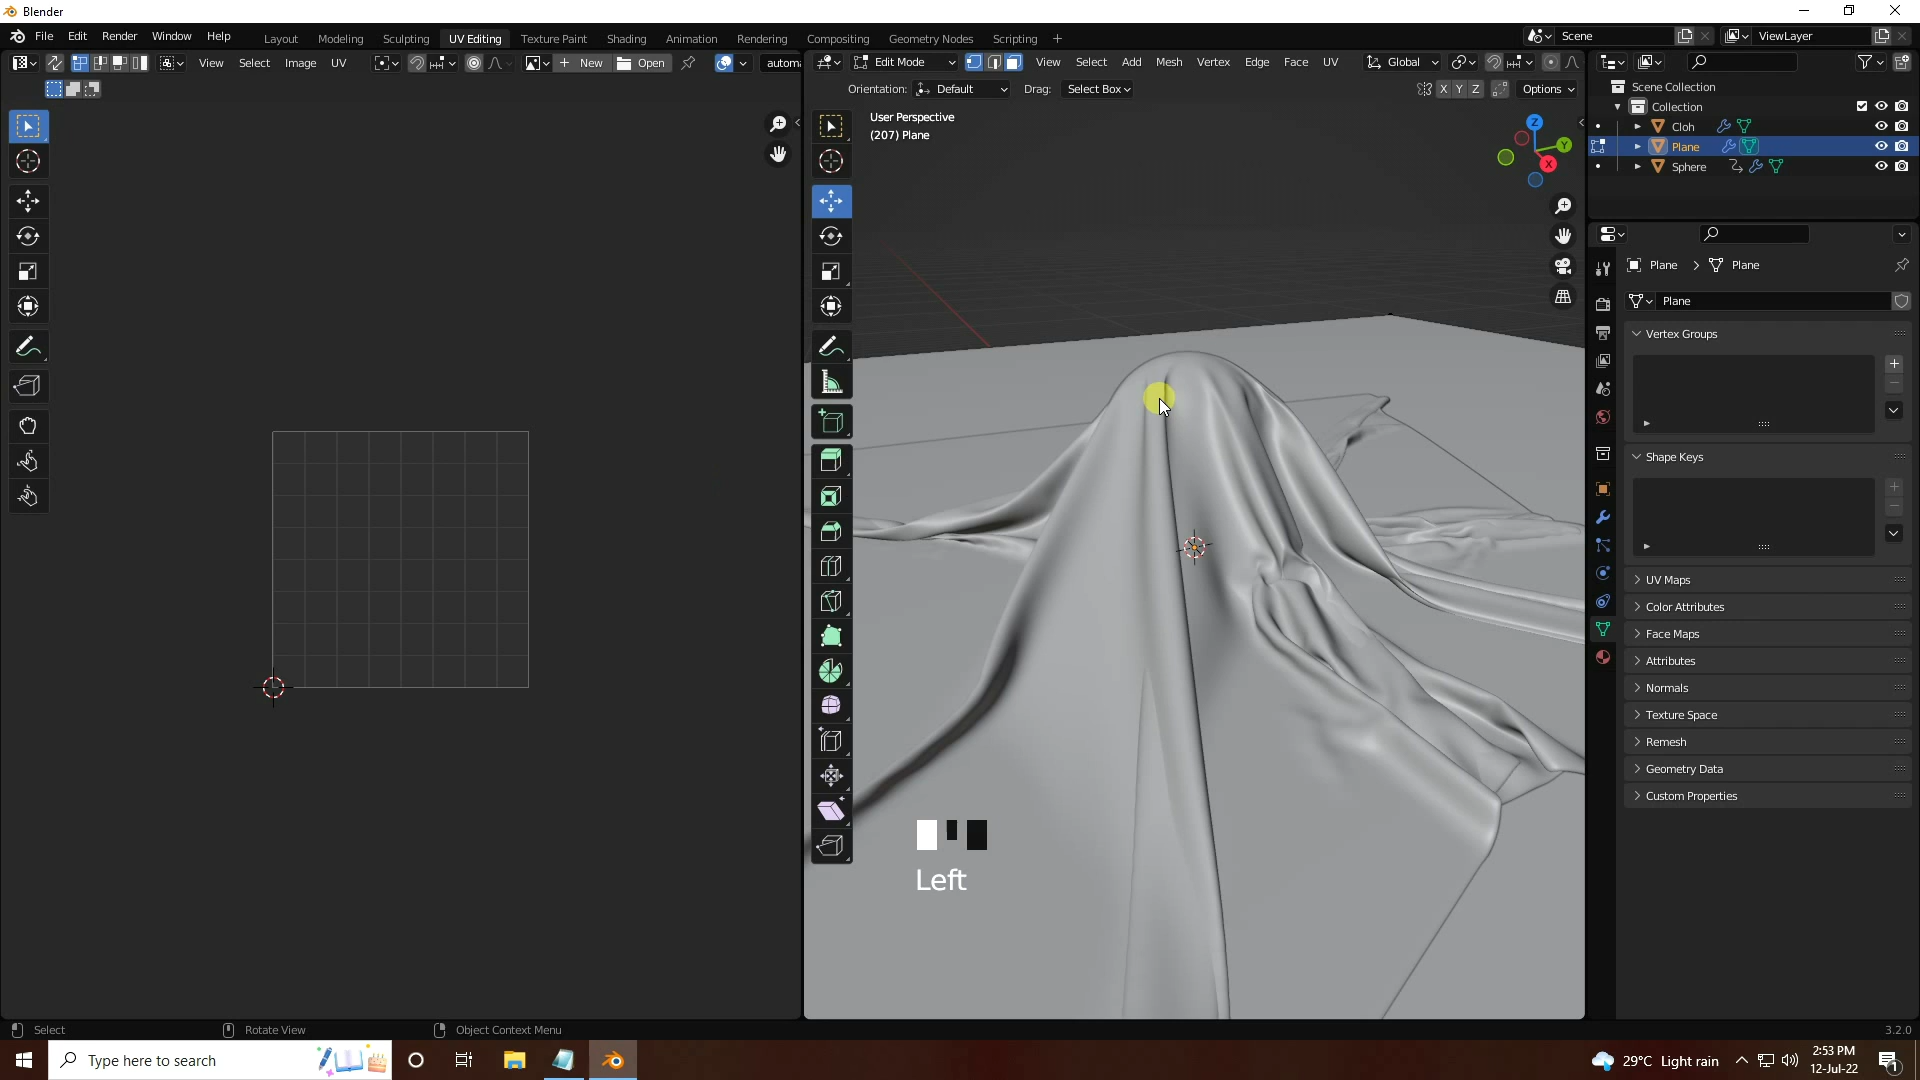 Blender
File Edit Render Window Help Layout Modeling Sculpting UV Editing Texture Paint Shading Animation Rendering Compositing Geometry Nodes Scripting + Scene ViewLayer
View Select Image UV New Open autom
Edit Mode View Select Add Mesh Vertex Edge Face UV Global
Orientation: Default Drag: Select Box X Y Z Options
User Perspective
(207) Plane
Z
Y
X
Scene Collection
Collection
Cloh
Plane
Sphere
Plane > Plane
Plane
Vertex Groups
Shape Keys
UV Maps
Color Attributes
Face Maps
Attributes
Normals
Texture Space
Remesh
Geometry Data
Custom Properties
Left
Select Rotate View Object Context Menu 3.2.0
Type here to search
29°C Light rain
2:53 PM
12-Jul-22
1